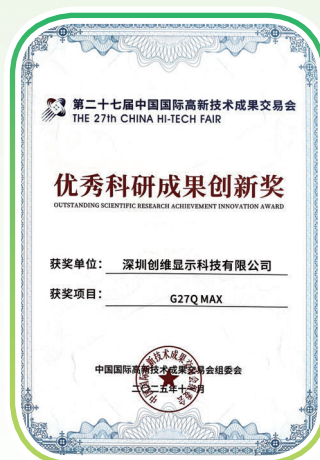 第二十七届中国国际高新技术成果交易会
THE 27th CHINA HI-TECH FAIR
优秀科研成果创新奖
OUTSTANDING SCIENTIFIC RESEARCH ACHIEVEMENT INNOVATION AWARD
获奖单位： 深圳创维显示科技有限公司
获奖项目： G27Q MAX
中国国际高新技术成果交易会组委会
二〇二五年十一月